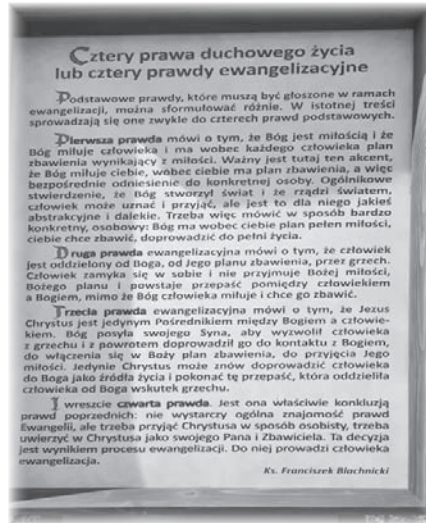 Cztery prawa duchowego życia
lub cztery prawdy ewangelizacyjne
Podstawowe prawdy, które muszą być głoszone w ramach
ewangelizacji, można sformułować różnie. W istotnej treści
sprowadzają się one zwykle do czterech prawd podstawowych.
Pierwsza prawda mówi o tym, że Bóg jest miłością i że
Bóg miłuje człowieka i ma wobec każdego człowieka plan
zbawienia wynikający z miłości. Ważny jest tutaj ten akcent,
że Bóg miłuje ciebie, wobec ciebie ma plan zbawienia, a więc
bezpośrednie odniesienie do konkretnej osoby. Ogólnikowe
stwierdzenie, że Bóg stworzył świat i że rządzi światem,
człowiek może uznać i przyjąć, ale jest to dla niego jakieś
abstrakcyjne i dalekie. Trzeba więc mówić w sposób bardzo
konkretny, osobowy: Bóg ma wobec ciebie plan pełen miłości,
ciebie chce zbawić, doprowadzić do pełni życia.
Druga prawda ewangelizacyjna mówi o tym, że człowiek
jest oddzielony od Boga, od Jego planu zbawienia, przez grzech.
Człowiek zamyka się w sobie i nie przyjmuje Bożej miłości,
Bożego planu i powstaje przepaść pomiędzy człowiekiem
a Bogiem, mimo że Bóg człowieka miłuje i chce go zbawić.
Trzecia prawda ewangelizacyjna mówi o tym, że Jezus
Chrystus jest jedynym Pośrednikiem między Bogiem a człowie-
kiem. Bóg posyła swego Syna, aby wyzwolił człowieka
z grzechu i z powrotem doprowadził go do kontaktu z Bogiem,
do włączenia się w Boży plan zbawienia, do przyjęcia Jego
miłości. Jedynie Chrystus może znów doprowadzić człowieka
do Boga jako źródła życia i pokonać tę przepaść, która oddzieliła
człowieka od Boga wskutek grzechu.
I wreszcie czwarta prawda. Jest ona właściwie konkluzją
prawd poprzednich: nie wystarczy ogólna znajomość prawd
Ewangelii, ale trzeba przyjąć Chrystusa w sposób osobisty, trzeba
uwierzyć w Chrystusa jako swojego Pana i Zbawiciela. Ta decyzja
jest wynikiem procesu ewangelizacji. Do niej prowadzi człowieka
ewangelizacja.
Ks. Franciszek Blachnicki